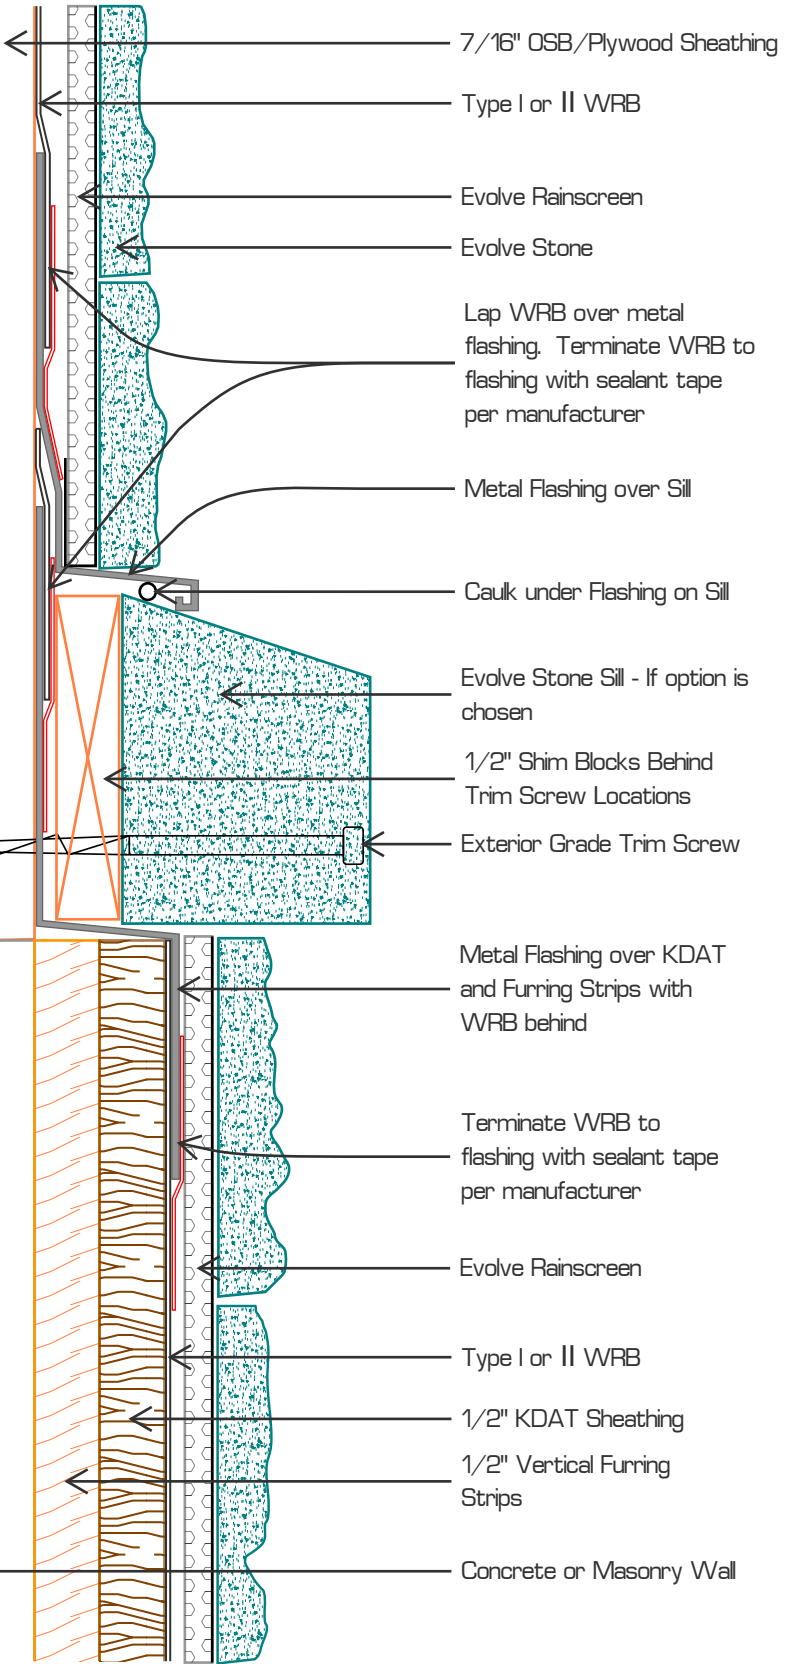 7/16" OSB/Plywood Sheathing
Type I or II WRB
Evolve Rainscreen
Evolve Stone
Lap WRB over metal
flashing. Terminate WRB to
flashing with sealant tape
per manufacturer
Metal Flashing over Sill
Caulk under Flashing on Sill
Evolve Stone Sill - If option is
chosen
1/2" Shim Blocks Behind
Trim Screw Locations
Exterior Grade Trim Screw
Metal Flashing over KDAT
and Furring Strips with
WRB behind
Terminate WRB to
flashing with sealant tape
per manufacturer
Evolve Rainscreen
Type I or II WRB
1/2" KDAT Sheathing
1/2" Vertical Furring
Strips
Concrete or Masonry Wall